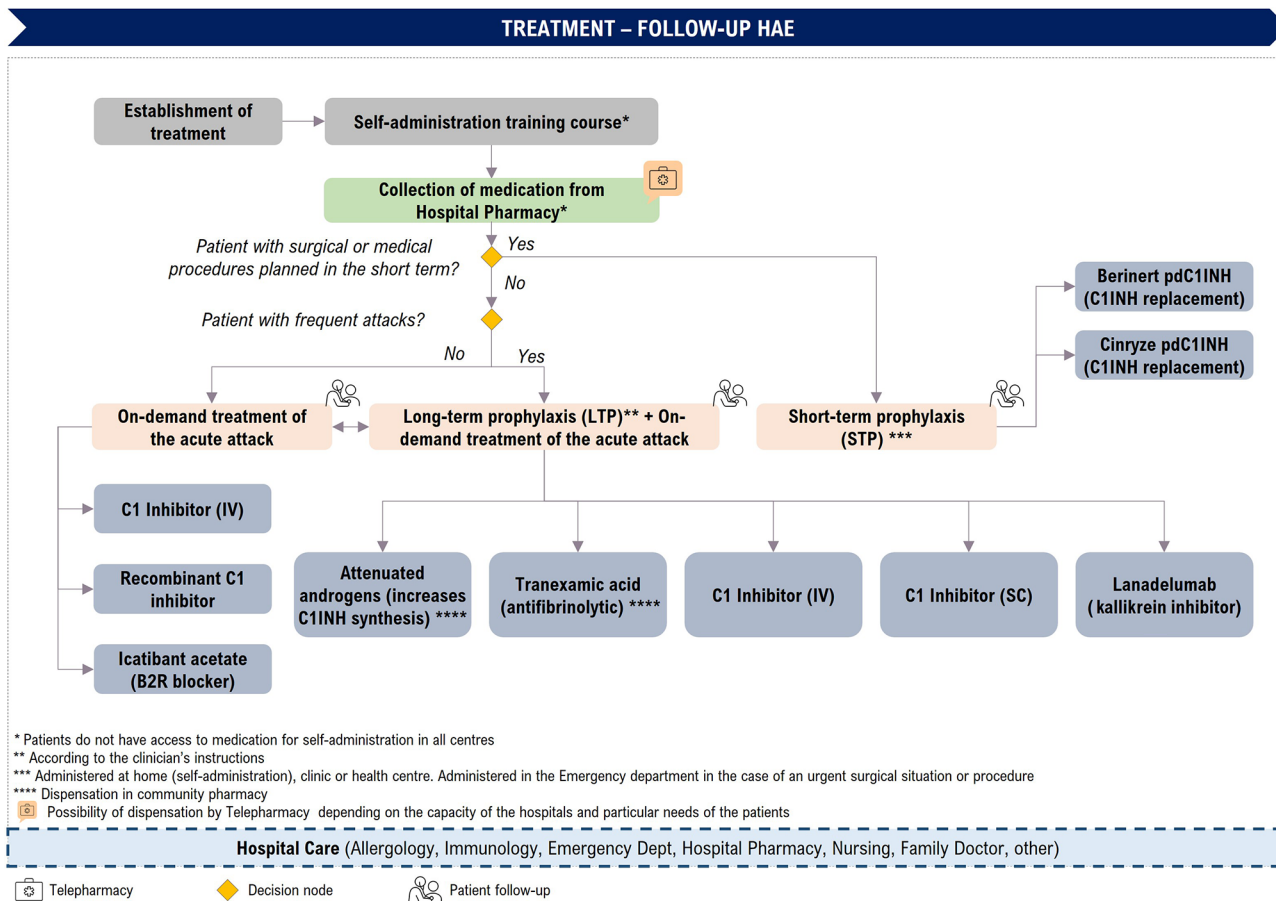 TREATMENT – FOLLOW-UP HAE
Establishment of
treatment
Self-administration training course*
Collection of medication from
Hospital Pharmacy*
Patient with surgical or medical
procedures planned in the short term?
Yes
No
Patient with frequent attacks?
No
Yes
Berinert pdC1INH
(C1INH replacement)
Cinryze pdC1INH
(C1INH replacement)
On-demand treatment of
the acute attack
Long-term prophylaxis (LTP)** + On-
demand treatment of the acute attack
Short-term prophylaxis
(STP) ***
C1 Inhibitor (IV)
Recombinant C1
inhibitor
Icatibant acetate
(B2R blocker)
Attenuated
androgens (increases
C1INH synthesis) ****
Tranexamic acid
(antifibrinolytic) ****
C1 Inhibitor (IV)
C1 Inhibitor (SC)
Lanadelumab
( kallikrein inhibitor)
* Patients do not have access to medication for self-administration in all centres
** According to the clinician's instructions
*** Administered at home (self-administration), clinic or health centre. Administered in the Emergency department in the case of an urgent surgical situation or procedure
**** Dispensation in community pharmacy
Possibility of dispensation by Telepharmacy depending on the capacity of the hospitals and particular needs of the patients
Hospital Care (Allergology, Immunology, Emergency Dept, Hospital Pharmacy, Nursing, Family Doctor, other)
Telepharmacy
Decision node
Patient follow-up